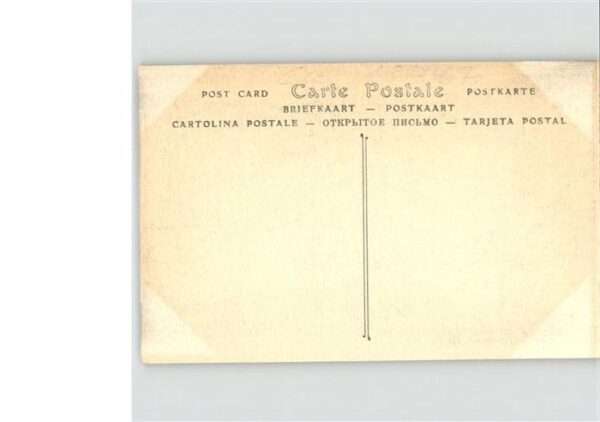 POST CARD Carte Postale POSTKARTE
BRIEFKAART — POSTKAART
CARTOLINA POSTALE — ОТКРЫТОЕ ПИСЬМО — TARJETA POSTAL